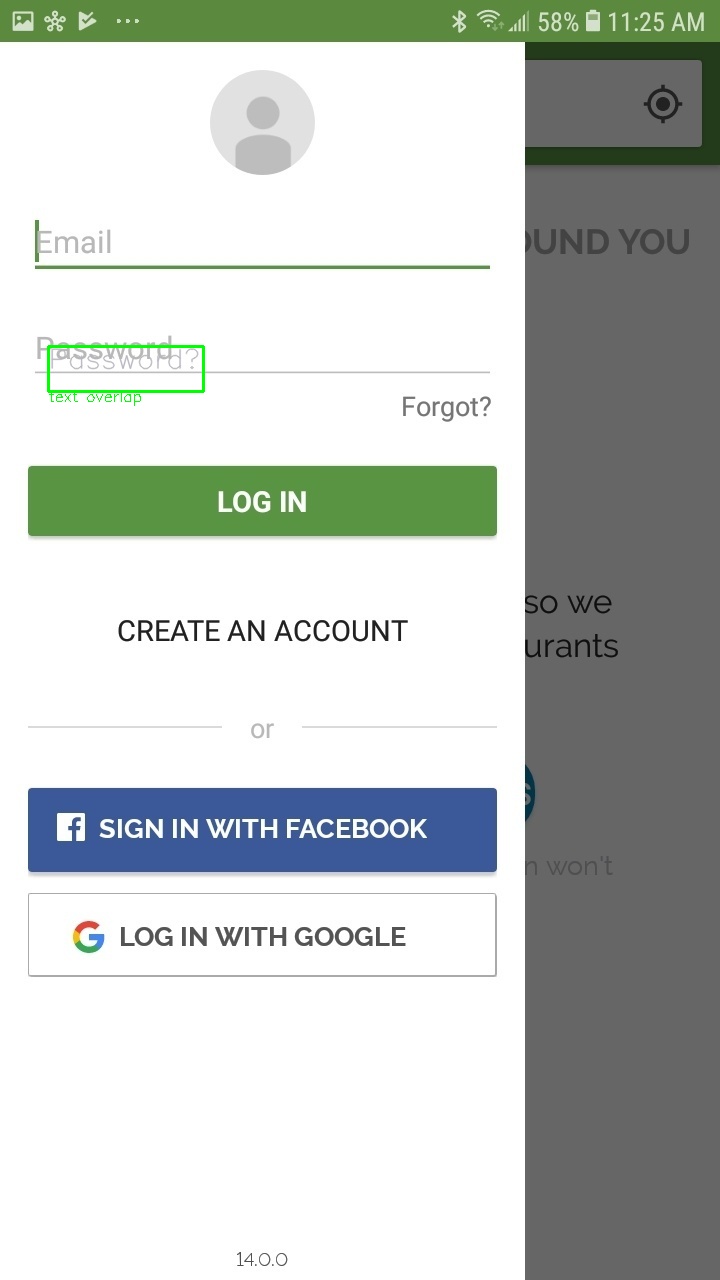 58% 11:25 AM
OUND YOU
Email
Password
Password?
text overlap
Forgot?
LOG IN
so we
CREATE AN ACCOUNT
urants
or
S
SIGN IN WITH FACEBOOK
n won't
LOG IN WITH GOOGLE
14.0.0